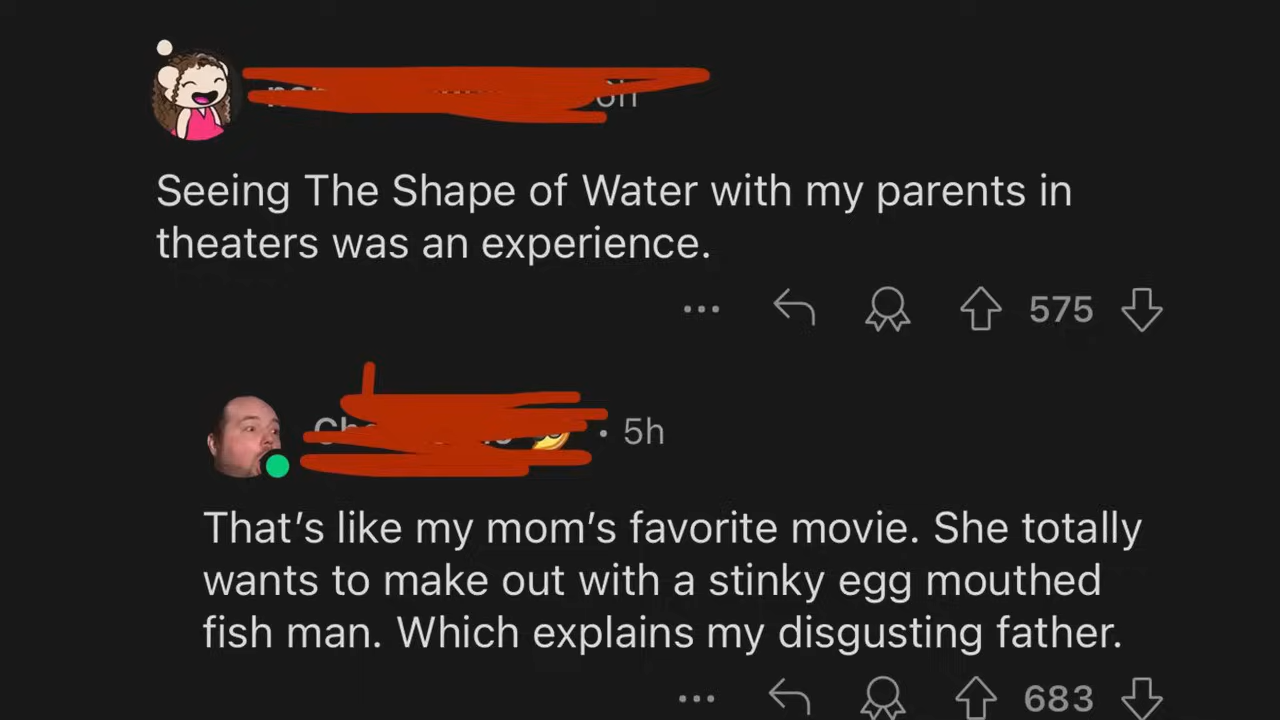 6h
Seeing The Shape of Water with my parents in
theaters was an experience.
575
5h
That's like my mom's favorite movie. She totally
wants to make out with a stinky egg mouthed
fish man. Which explains my disgusting father.
683